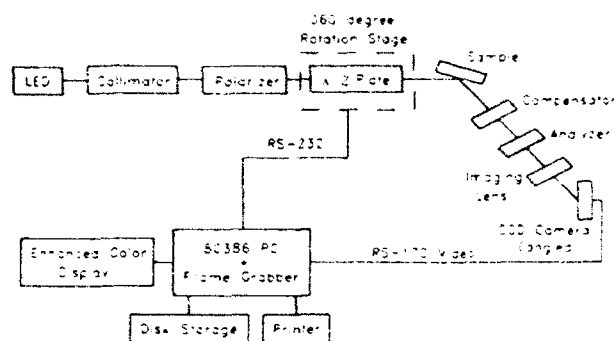 360 degree
Rotation Stage
LED
Collimator
Polarizer
λ/2 Plate
Sample
Compensator
Analyzer
Imaging
Lens
CCD Camera
(angled)
RS-232
RS-170 Video
Enhanced Color
Display
80386 PC
+
Frame Grabber
Disk Storage
Printer